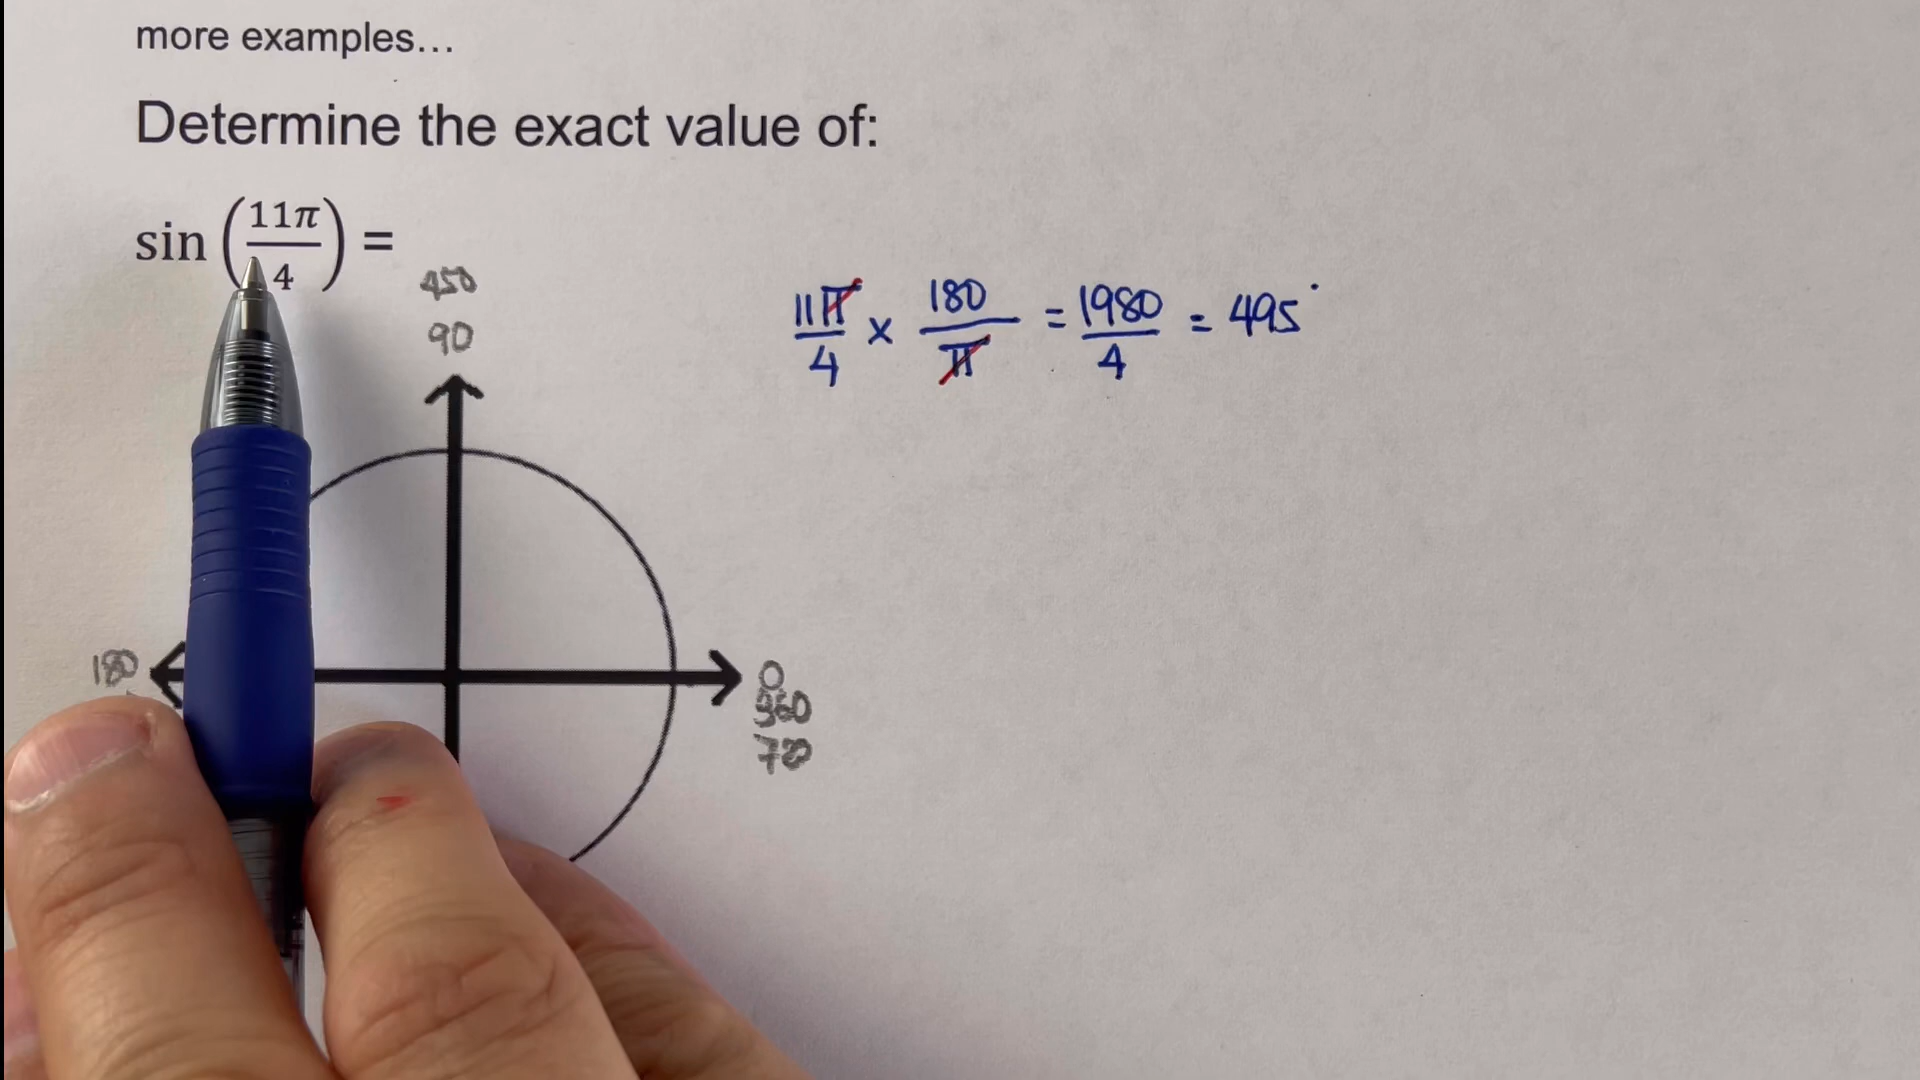 more examples...
Determine the exact value of:
sin (11π/4) =
450
90
11π/4 × 180/π = 1980/4 = 495°
180
0
360
720